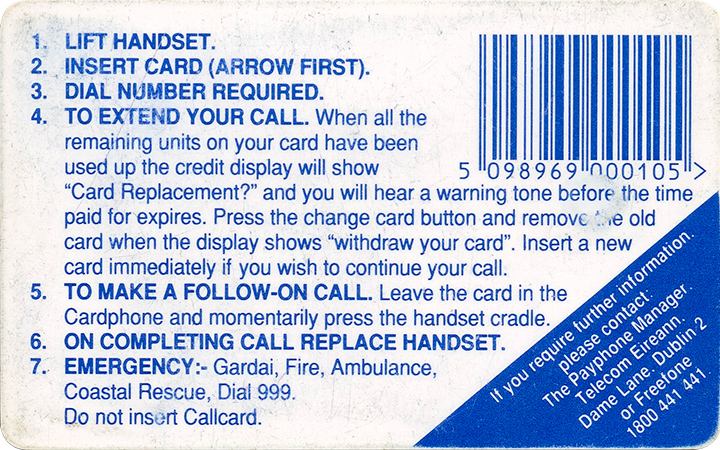 1. LIFT HANDSET.
2. INSERT CARD (ARROW FIRST).
3. DIAL NUMBER REQUIRED.
4. TO EXTEND YOUR CALL. When all the
remaining units on your card have been
used up the credit display will show
"Card Replacement?" and you will hear a warning tone before the time
paid for expires. Press the change card button and remove the old
card when the display shows "withdraw your card". Insert a new
card immediately if you wish to continue your call.
5. TO MAKE A FOLLOW-ON CALL. Leave the card in the
Cardphone and momentarily press the handset cradle.
6. ON COMPLETING CALL REPLACE HANDSET.
7. EMERGENCY:- Gardai, Fire, Ambulance,
Coastal Rescue, Dial 999.
Do not insert Callcard.
5 098969 000105 >
If you require further information.
please contact:
The Payphone Manager.
Telecom Eireann.
Dame Lane. Dublin-2
or Freefone
1800 441 441.